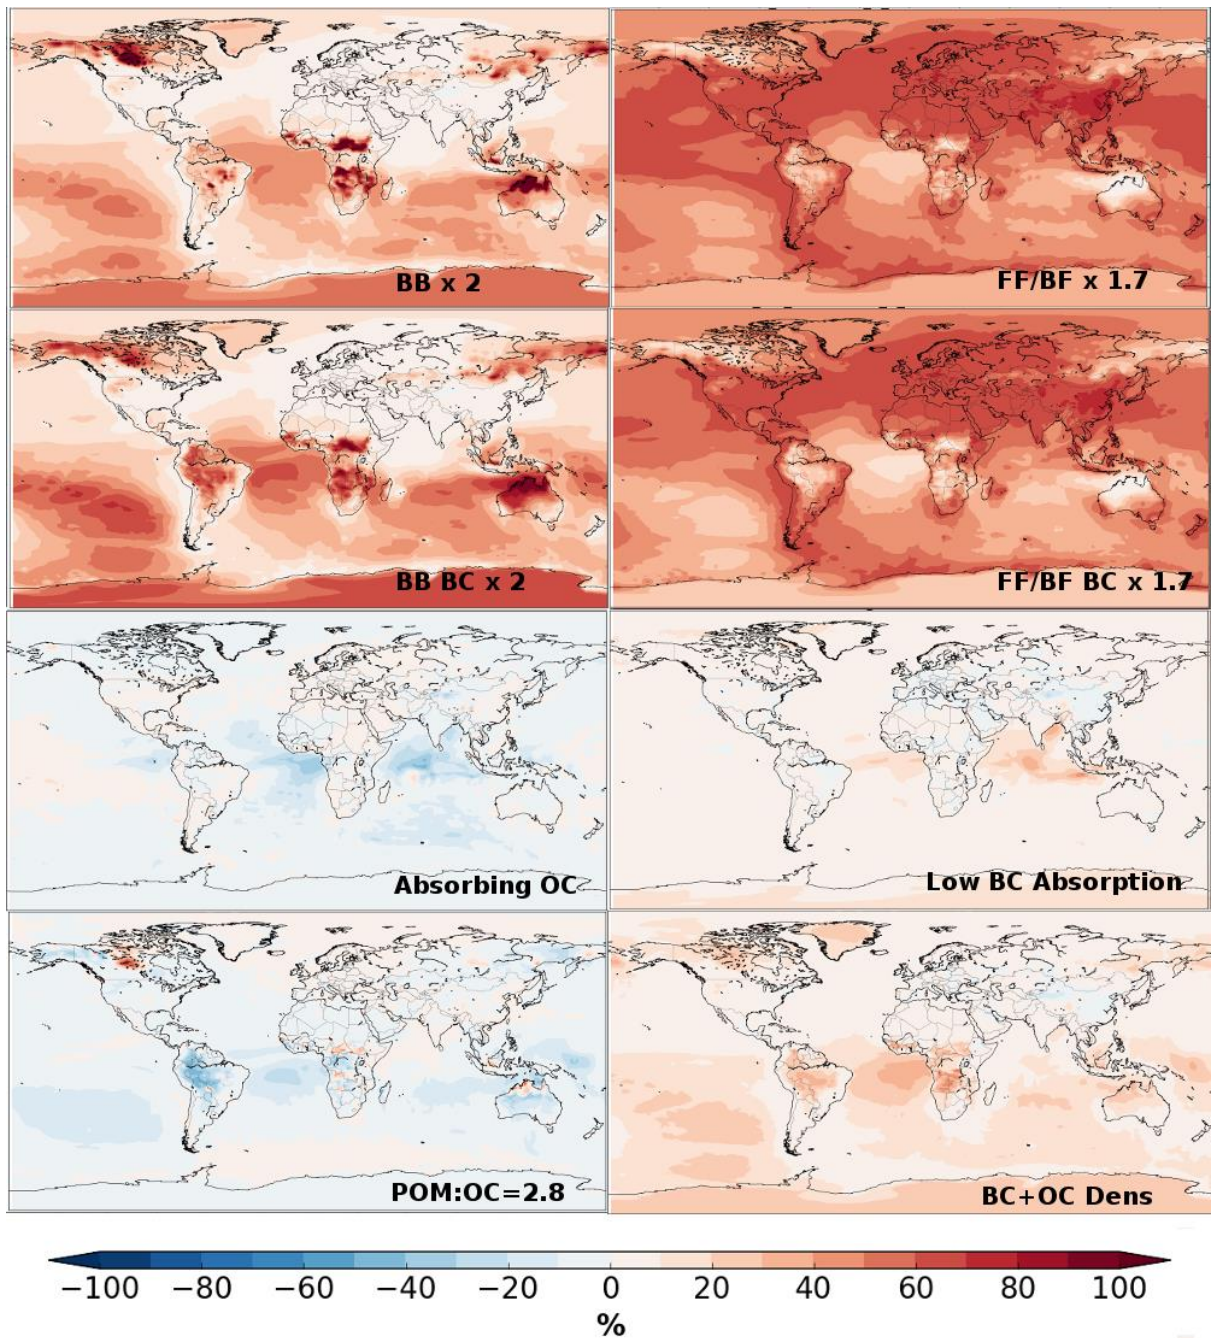 BB x 2
FF/BF x 1.7
BB BC x 2
FF/BF BC x 1.7
Absorbing OC
Low BC Absorption
POM:OC=2.8
BC+OC Dens
−100 −80 −60 −40 −20 0 20 40 60 80 100
%